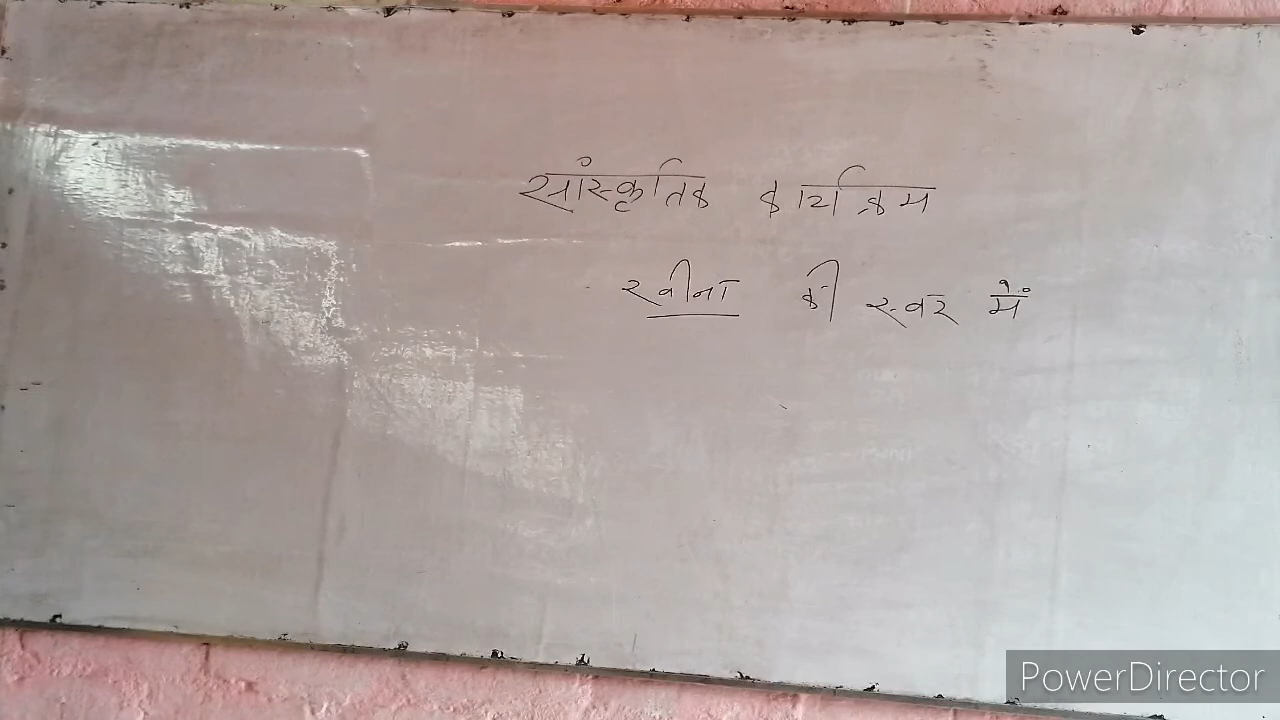 सांस्कृतिक कार्यक्रम
रवीना की स्वर में
PowerDirector